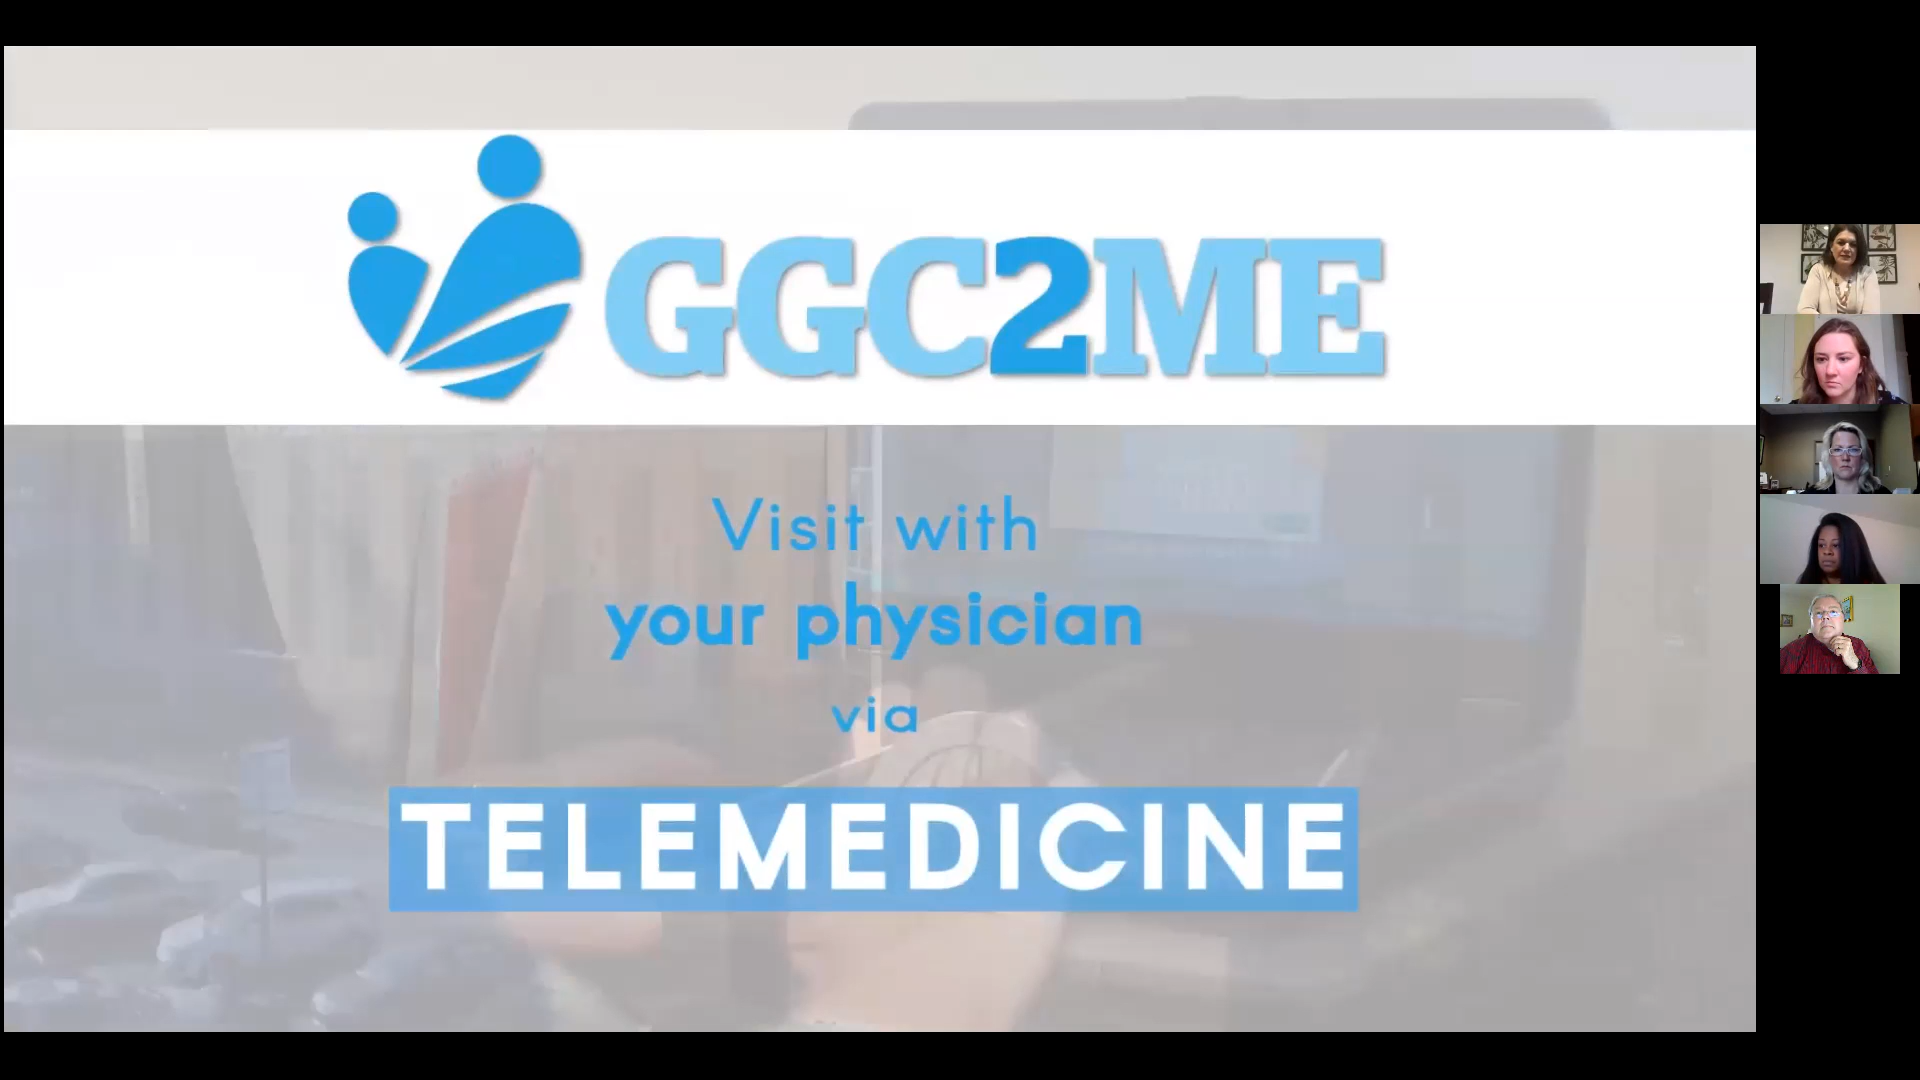 GGC2ME
Visit with
your physician
via
TELEMEDICINE